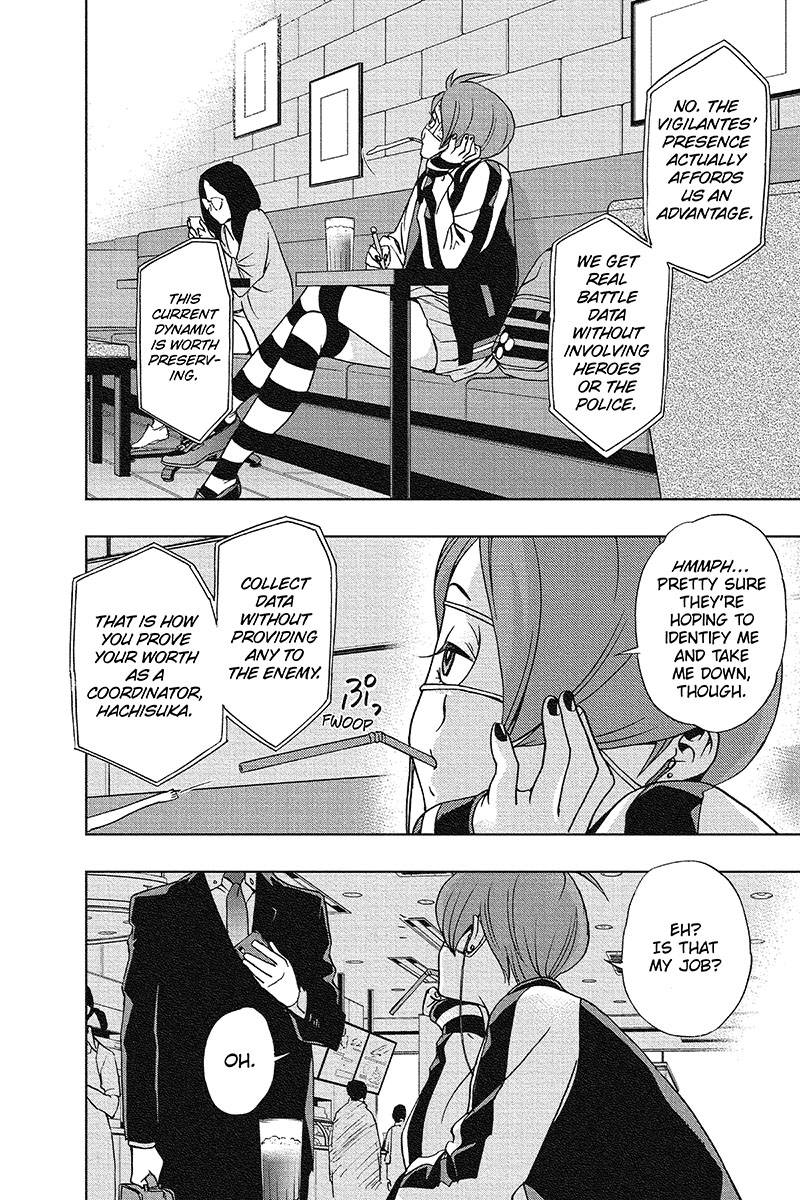 NO. THE
VIGILANTES'
PRESENCE
ACTUALLY
AFFORDS
US AN
ADVANTAGE.
WE GET
REAL
BATTLE
DATA
WITHOUT
INVOLVING
HEROES
OR THE
POLICE.
THIS
CURRENT
DYNAMIC
IS WORTH
PRESERV-
ING.
HMMPH...
PRETTY SURE
THEY'RE
HOPING TO
IDENTIFY ME
AND TAKE
ME DOWN,
THOUGH.
COLLECT
DATA
WITHOUT
PROVIDING
ANY TO
THE ENEMY.
ぷぴっ
FWOOP
THAT IS HOW
YOU PROVE
YOUR WORTH
AS A
COORDINATOR,
HACHISUKA.
EH?
IS THAT
MY JOB?
OH.